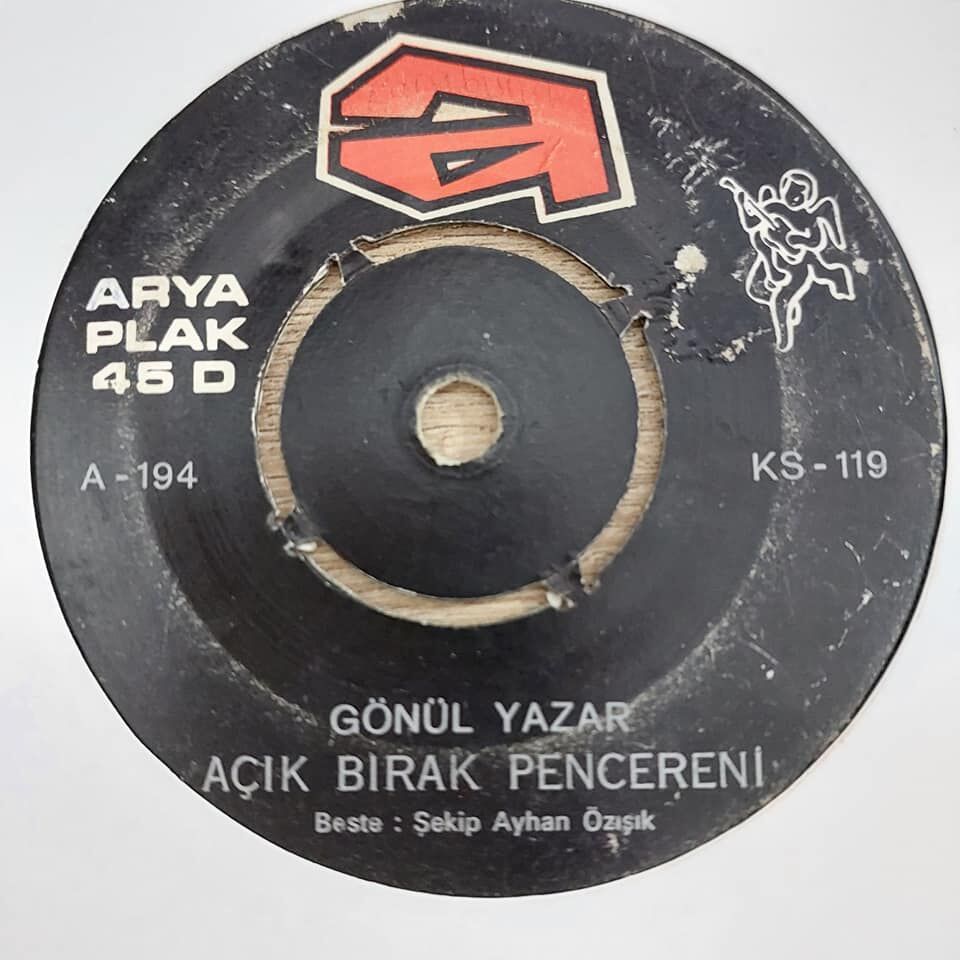 ARYA
PLAK
45 D
A - 194
KS - 119
GÖNÜL YAZAR
AÇIK BIRAK PENCERENİ
Beste : Şekip Ayhan Özışık